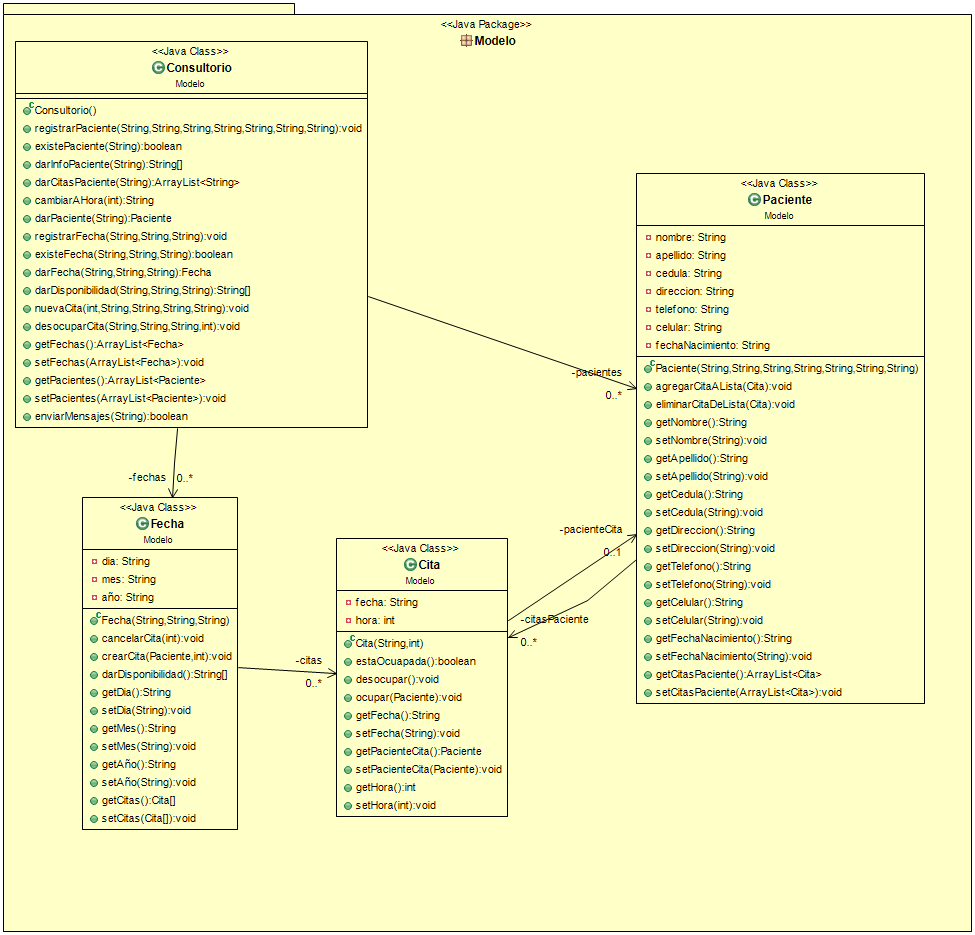 <<Java Package>>
Modelo
<<Java Class>>
Consultorio
Modelo
Consultorio()
registrarPaciente(String,String,String,String,String,String,String):void
existePaciente(String):boolean
darInfoPaciente(String):String[]
darCitasPaciente(String):ArrayList<String>
cambiarAHora(int):String
darPaciente(String):Paciente
registrarFecha(String,String,String):void
existeFecha(String,String,String):boolean
darFecha(String,String,String):Fecha
darDisponibilidad(String,String,String):String[]
nuevaCita(int,String,String,String,String):void
desocuparCita(String,String,String,int):void
getFechas():ArrayList<Fecha>
setFechas(ArrayList<Fecha>):void
getPacientes():ArrayList<Paciente>
setPacientes(ArrayList<Paciente>):void
enviarMensajes(String):boolean
-pacientes
0..*
-fechas
0..*
<<Java Class>>
Paciente
Modelo
nombre: String
apellido: String
cedula: String
direccion: String
telefono: String
celular: String
fechaNacimiento: String
Paciente(String,String,String,String,String,String,String)
agregarCitaALista(Cita):void
eliminarCitaDeLista(Cita):void
getNombre():String
setNombre(String):void
getApellido():String
setApellido(String):void
getCedula():String
setCedula(String):void
getDireccion():String
setDireccion(String):void
getTelefono():String
setTelefono(String):void
getCelular():String
setCelular(String):void
getFechaNacimiento():String
setFechaNacimiento(String):void
getCitasPaciente():ArrayList<Cita>
setCitasPaciente(ArrayList<Cita>):void
<<Java Class>>
Fecha
Modelo
dia: String
mes: String
año: String
Fecha(String,String,String)
cancelarCita(int):void
crearCita(Paciente,int):void
darDisponibilidad():String[]
getDia():String
setDia(String):void
getMes():String
setMes(String):void
getAño():String
setAño(String):void
getCitas():Cita[]
setCitas(Cita[]):void
-citas
0..*
<<Java Class>>
Cita
Modelo
fecha: String
hora: int
Cita(String,int)
estaOcuapada():boolean
desocupar():void
ocupar(Paciente):void
getFecha():String
setFecha(String):void
getPacienteCita():Paciente
setPacienteCita(Paciente):void
getHora():int
setHora(int):void
-pacienteCita
0..1
-citasPaciente
0..*